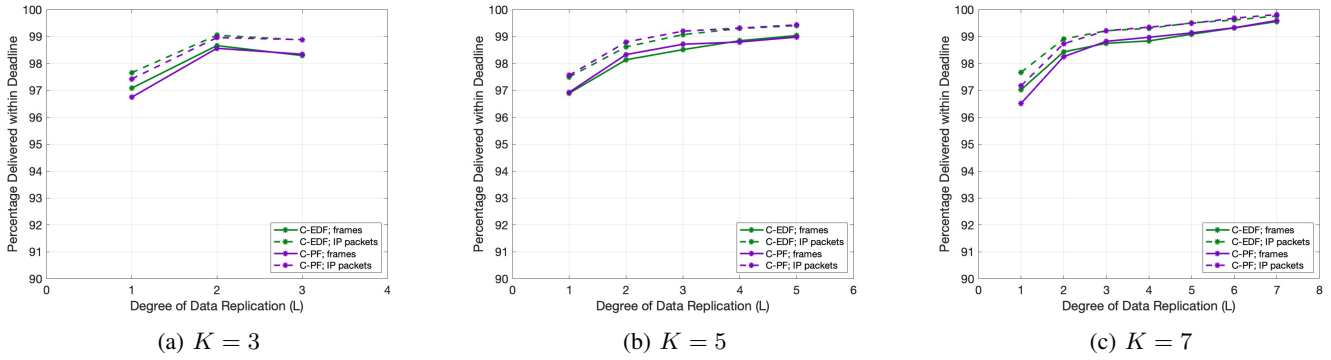 100
99
98
97
96
95
94
93
92
91
90
Percentage Delivered within Deadline
0 1 2 3 4
Degree of Data Replication (L)
C-EDF; frames
C-EDF; IP packets
C-PF; frames
C-PF; IP packets
(a) K = 3
100
99
98
97
96
95
94
93
92
91
90
Percentage Delivered within Deadline
0 1 2 3 4 5 6
Degree of Data Replication (L)
C-EDF; frames
C-EDF; IP packets
C-PF; frames
C-PF; IP packets
(b) K = 5
100
99
98
97
96
95
94
93
92
91
90
Percentage Delivered within Deadline
0 1 2 3 4 5 6 7 8
Degree of Data Replication (L)
C-EDF; frames
C-EDF; IP packets
C-PF; frames
C-PF; IP packets
(c) K = 7